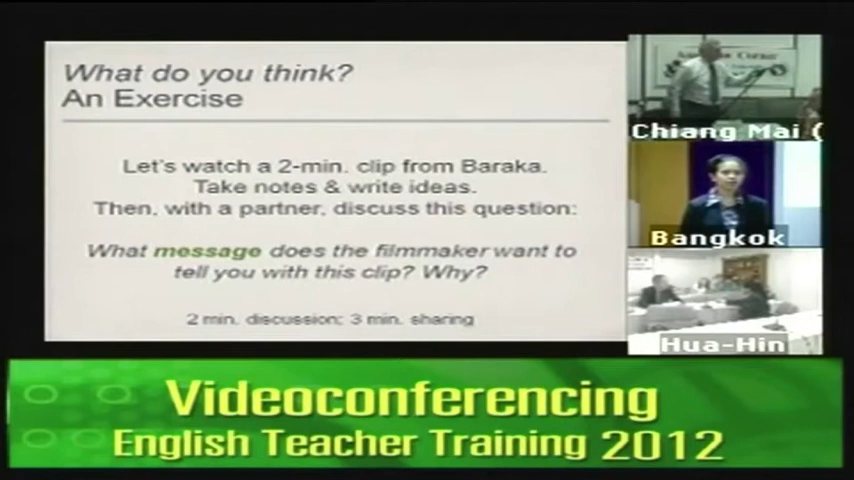 What do you think?
An Exercise
Let's watch a 2-min. clip from Baraka.
Take notes & write ideas.
Then, with a partner, discuss this question:
What message does the filmmaker want to
tell you with this clip? Why?
2 min. discussion; 3 min. sharing
Corner
Chiang Mai (
Bangkok
Hua-Hin
Videoconferencing
English Teacher Training 2012